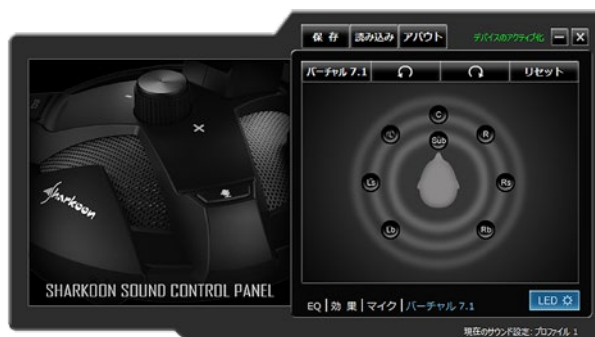 保 存 読み込み アバウト デバイスのアクティブ化
バーチャル 7.1 リセット
C
R
Sub
Ls Rs
Lb Rb
Sharkoon
SHARKOON SOUND CONTROL PANEL
EQ | 効 果 | マイク | バーチャル 7.1 LED
現在のサウンド設定: プロファイル 1